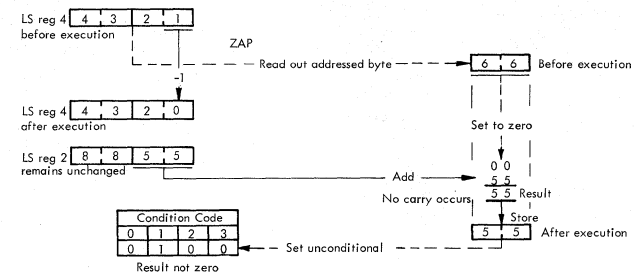 LS reg 4 4 3 2 1
before execution
ZAP
Read out addressed byte 6 6 Before execution
-1
LS reg 4 4 3 2 0
after execution
Set to zero
LS reg 2 8 8 5 5
remains unchanged
0 0
Add 5 5
No carry occurs 5 5 Result
Store
5 5 After execution
Condition Code
0 1 2 3
0 1 0 0 Set unconditional
Result not zero